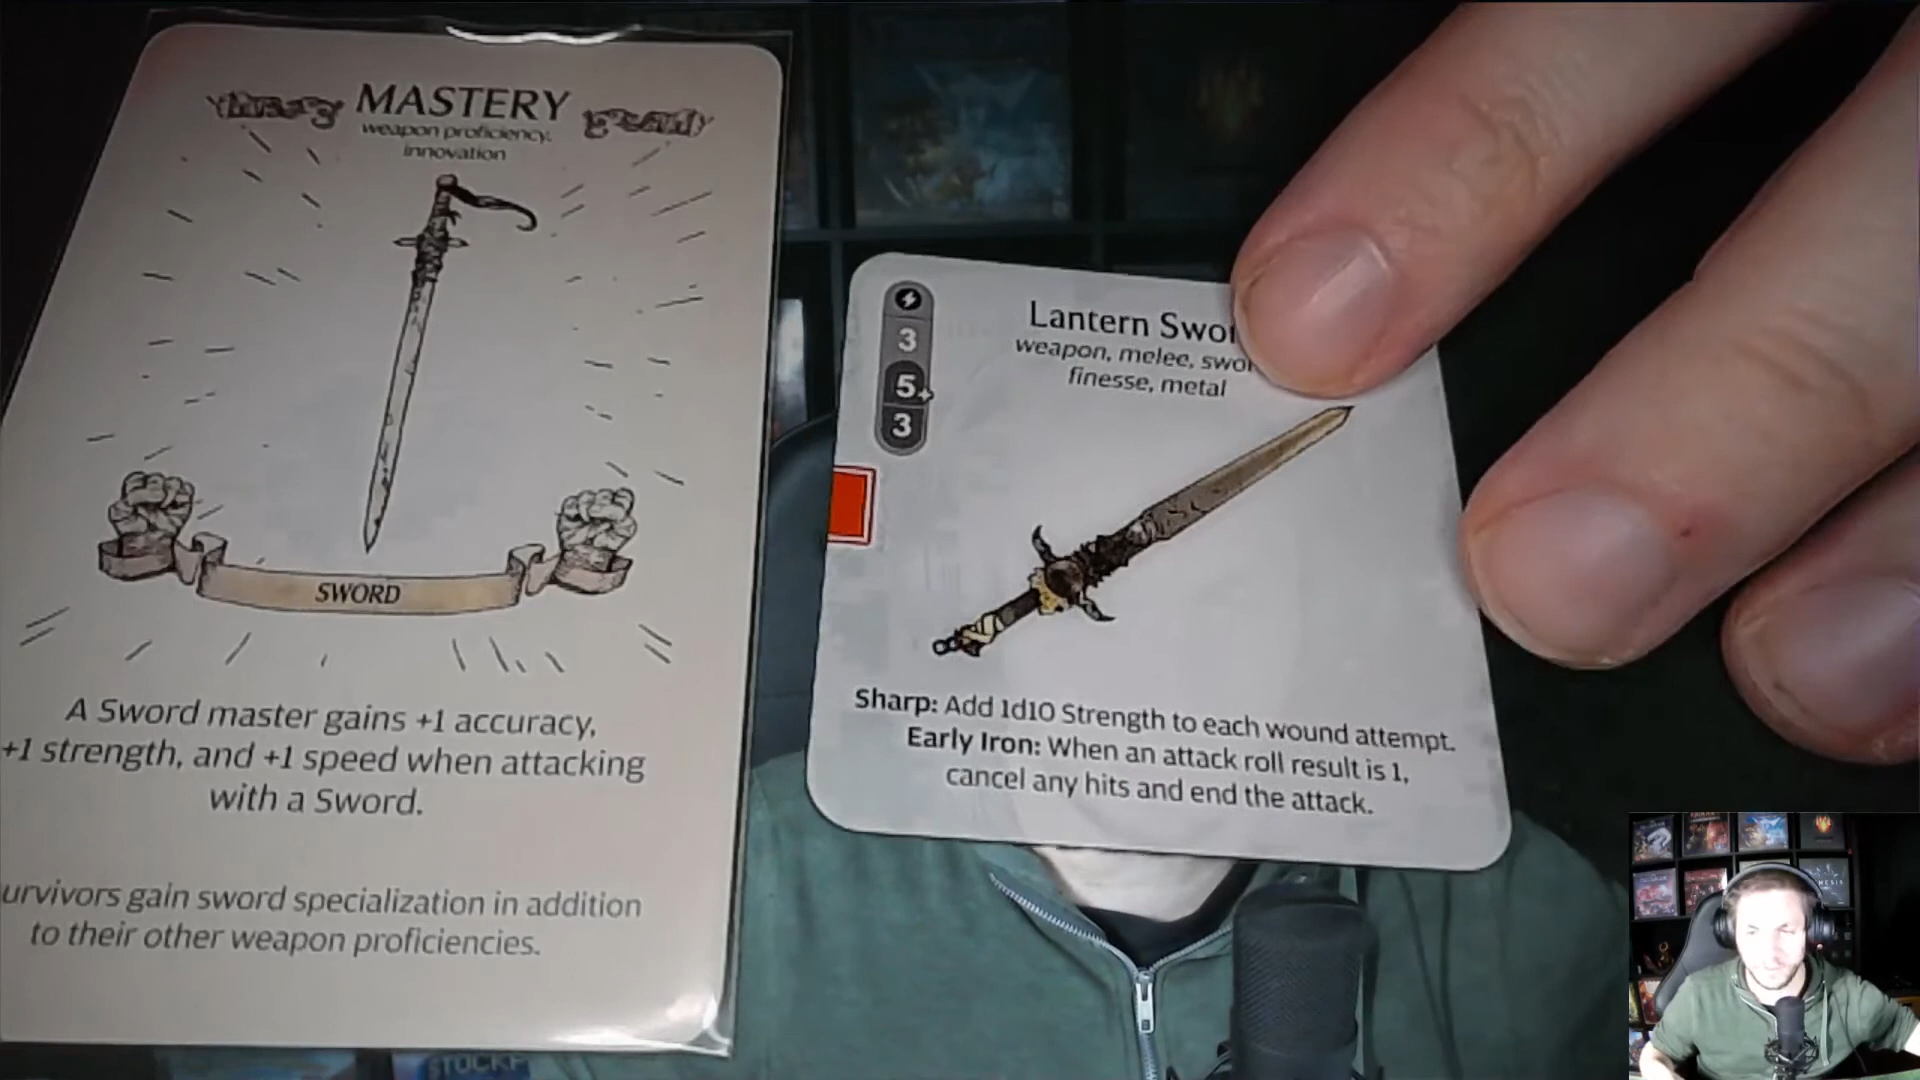 MASTERY
weapon proficiency,
innovation
SWORD
A Sword master gains +1 accuracy,
+1 strength, and +1 speed when attacking
with a Sword.
urvivors gain sword specialization in addition
to their other weapon proficiencies.
3
5+
3
Lantern Swor
weapon, melee, swor
finesse, metal
Sharp: Add 1d10 Strength to each wound attempt.
Early Iron: When an attack roll result is 1,
cancel any hits and end the attack.